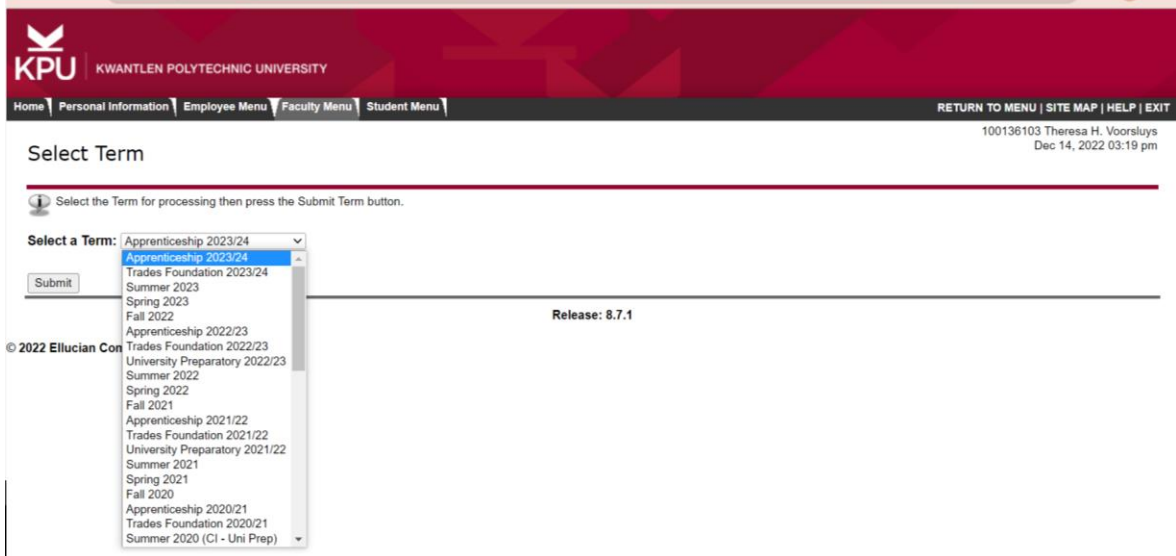 KPU KWANTLEN POLYTECHNIC UNIVERSITY
Home Personal Information Employee Menu Faculty Menu Student Menu
RETURN TO MENU | SITE MAP | HELP | EXIT
100136103 Theresa H. Voorsluys
Dec 14, 2022 03:19 pm
Select Term
Select the Term for processing then press the Submit Term button.
Select a Term: Apprenticeship 2023/24
Apprenticeship 2023/24
Trades Foundation 2023/24
Summer 2023
Spring 2023
Fall 2022
Apprenticeship 2022/23
Trades Foundation 2022/23
University Preparatory 2022/23
Summer 2022
Spring 2022
Fall 2021
Apprenticeship 2021/22
Trades Foundation 2021/22
University Preparatory 2021/22
Summer 2021
Spring 2021
Fall 2020
Apprenticeship 2020/21
Trades Foundation 2020/21
Summer 2020 (CI - Uni Prep)
Submit
Release: 8.7.1
© 2022 Ellucian Con